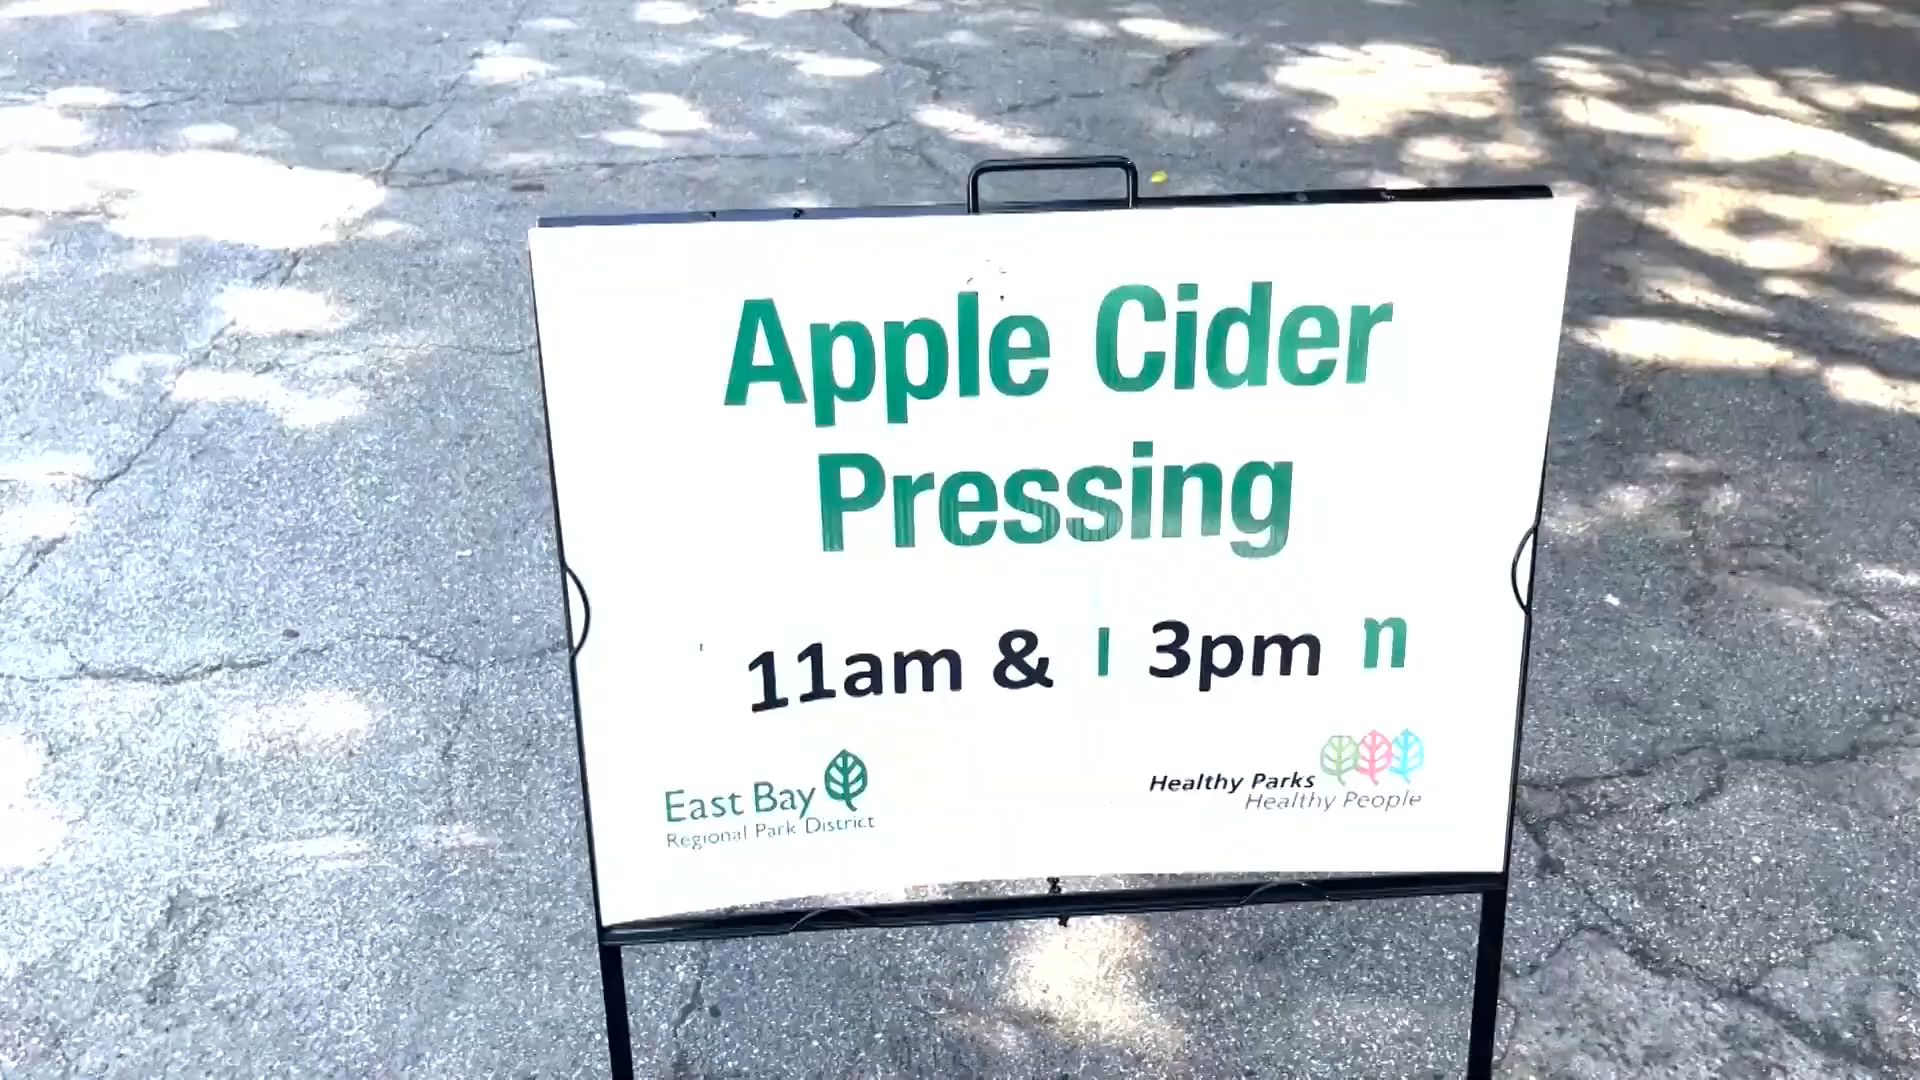 Apple Cider
Pressing
11am & l 3pm n
East Bay
Regional Park District
Healthy Parks
Healthy People